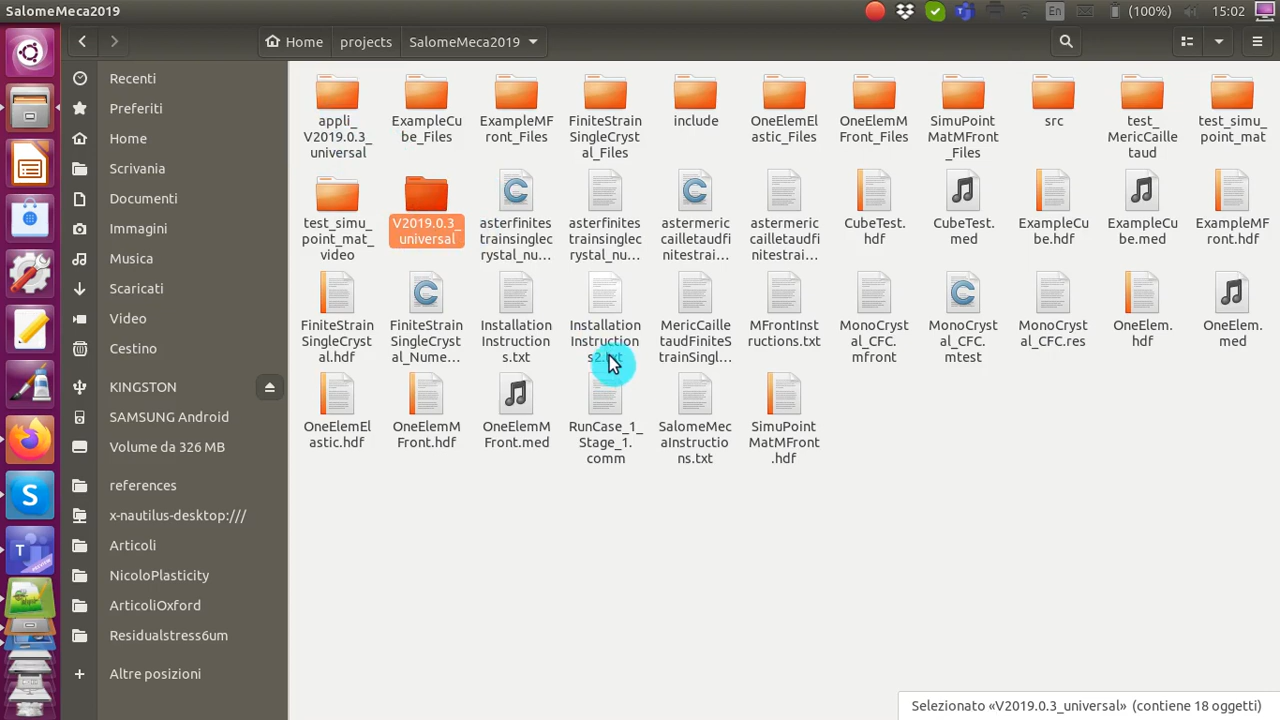 SalomeMeca2019
En
(100%)
15:02
Home
projects
SalomeMeca2019
Recenti
Preferiti
Home
Scrivania
Documenti
Immagini
Musica
Scaricati
Video
Cestino
KINGSTON
SAMSUNG Android
Volume da 326 MB
references
x-nautilus-desktop:///
Articoli
NicoloPlasticity
ArticoliOxford
Residualstress6um
Altre posizioni
appli_
V2019.0.3_
universal
ExampleCu
be_Files
ExampleMF
ront_Files
FiniteStrain
SingleCryst
al_Files
include
OneElemEl
astic_Files
OneElemM
Front_Files
SimuPoint
MatMFront
_Files
src
test_
MericCaille
taud
test_simu_
point_mat
test_simu_
point_mat_
video
V2019.0.3_
universal
asterfinites
trainsinglec
rystal_nu...
asterfinites
trainsinglec
rystal_nu...
astermeric
cailletaudf
initestrai...
astermeric
cailletaudf
initestrai...
CubeTest.
hdf
CubeTest.
med
ExampleCu
be.hdf
ExampleCu
be.med
ExampleMF
ront.hdf
FiniteStrain
SingleCryst
al.hdf
FiniteStrain
SingleCryst
al_Nume...
Installation
Instruction
s.txt
Installation
Instruction
MericCaille
taudFiniteS
trainSingl...
MFrontInst
ructions.txt
MonoCryst
al_CFC.
mfront
MonoCryst
al_CFC.
mtest
MonoCryst
al_CFC.res
OneElem.
hdf
OneElem.
med
OneElemEl
astic.hdf
OneElemM
Front.hdf
OneElemM
Front.med
RunCase_1_
Stage_1.
comm
SalomeMec
aInstructio
ns.txt
SimuPoint
MatMFront
.hdf
Selezionato «V2019.0.3_universal» (contiene 18 oggetti)